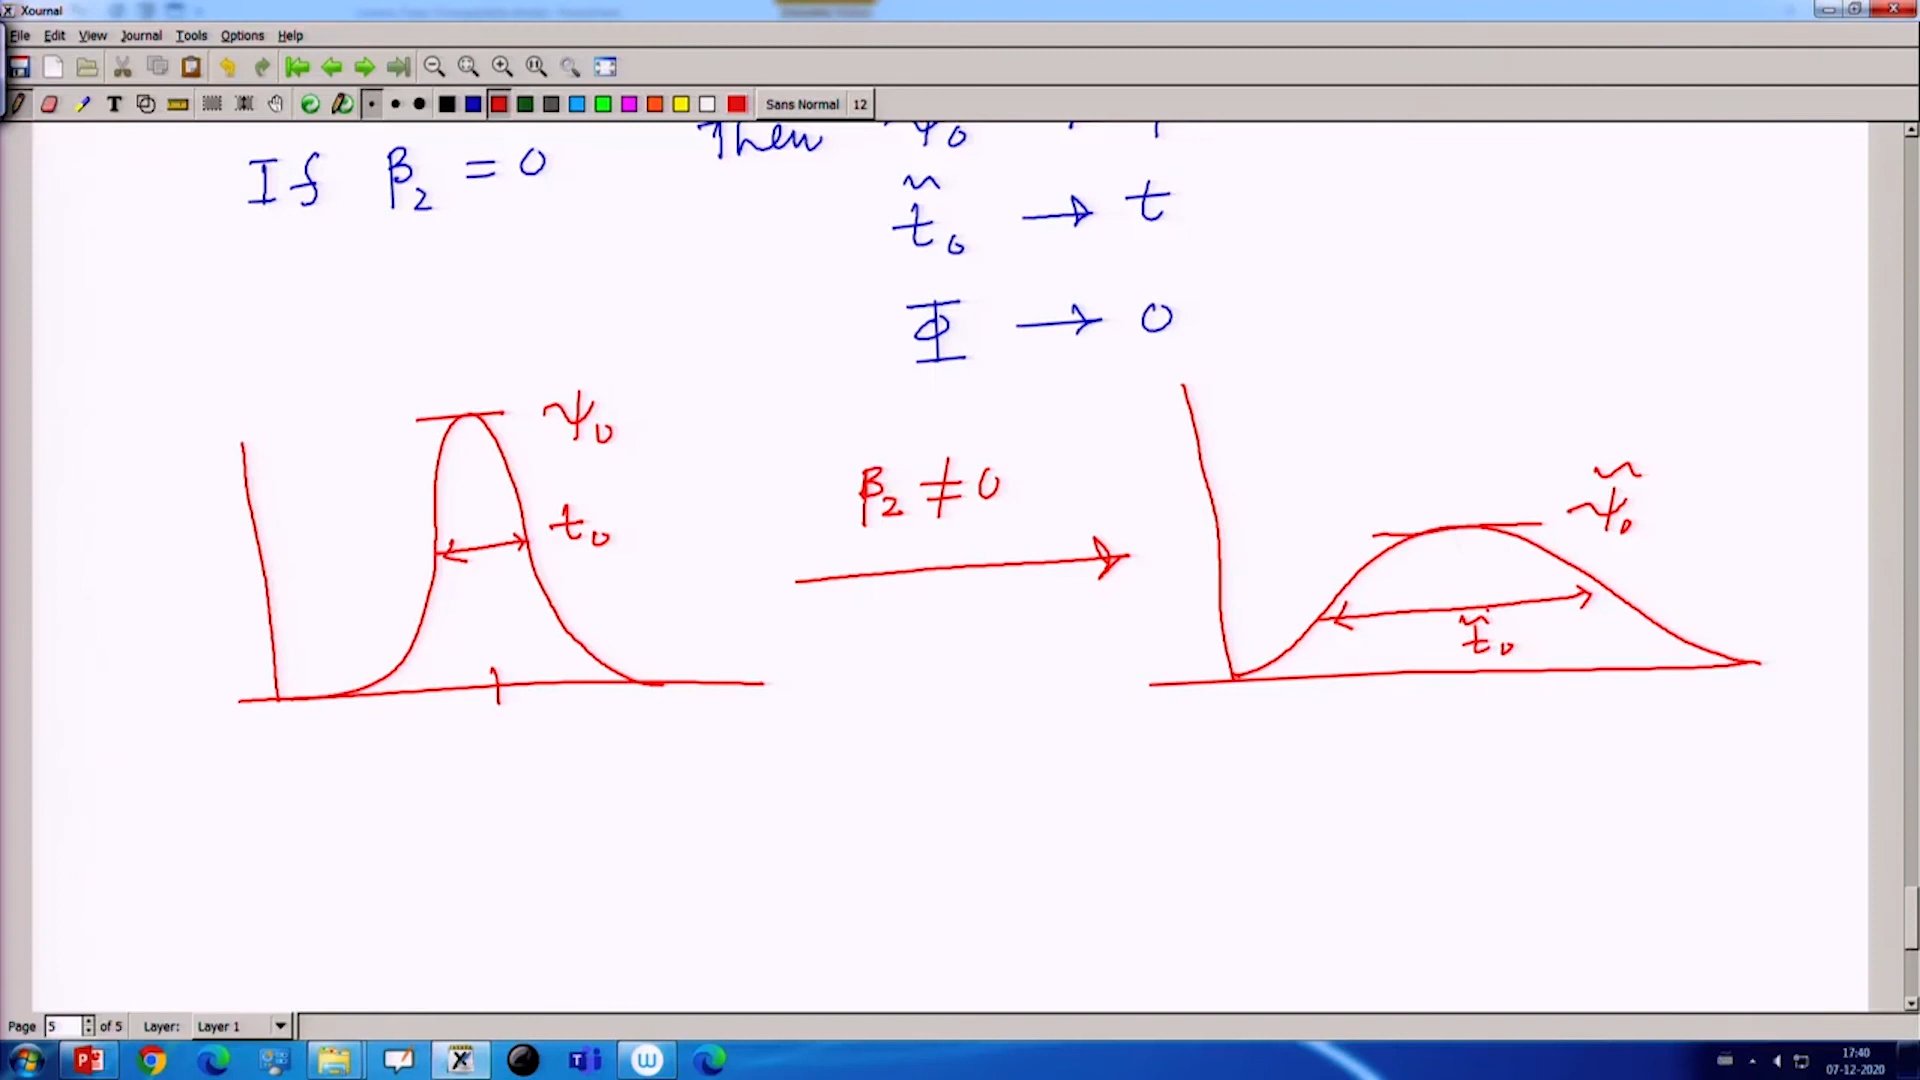 Xournal
File Edit View Journal Tools Options Help
Sans Normal 12
If β₂ = 0 Then
t̃₀ → t
Φ → 0
ψ₀
t₀
β₂ ≠ 0
ψ̃₀
t̃₀
Page 5 of 5 Layer: Layer 1
17:40
07-12-2020